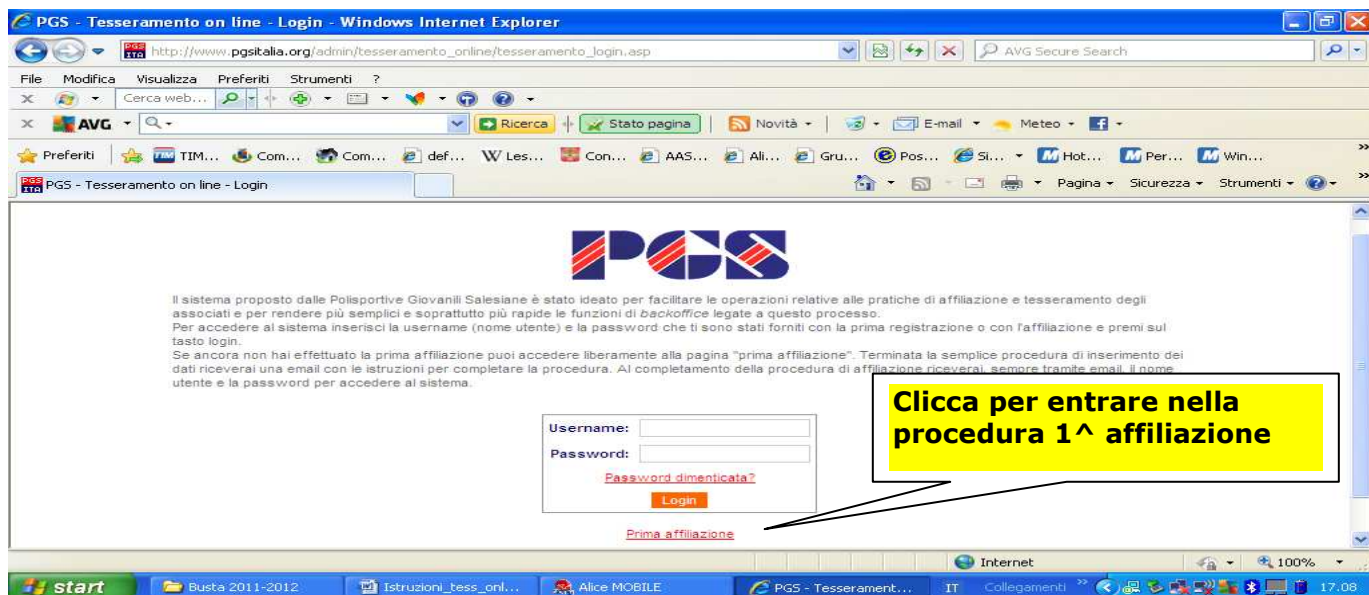 PGS - Tesseramento on line - Login - Windows Internet Explorer
http://www.pgsitalia.org/admin/tesseramento_online/tesseramento_login.asp
AVG Secure Search
File Modifica Visualizza Preferiti Strumenti ?
x Cerca web...
x AVG Ricerca Stato pagina Novità E-mail Meteo
Preferiti TIM... Com... Com... def... W Les... Con... AAS... Ali... Gru... Pos... Si... Hot... Per... Win... »
PGS ITA PGS - Tesseramento on line - Login Pagina Sicurezza Strumenti »
PGS
Il sistema proposto dalle Polisportive Giovanili Salesiane è stato ideato per facilitare le operazioni relative alle pratiche di affiliazione e tesseramento degli
associati e per rendere più semplici e soprattutto più rapide le funzioni di backoffice legate a questo processo.
Per accedere al sistema inserisci la username (nome utente) e la password che ti sono stati forniti con la prima registrazione o con l'affiliazione e premi sul
tasto login.
Se ancora non hai effettuato la prima affiliazione puoi accedere liberamente alla pagina "prima affiliazione". Terminata la semplice procedura di inserimento dei
dati riceverai una email con le istruzioni per completare la procedura. Al completamento della procedura di affiliazione riceverai, sempre tramite email, il nome
utente e la password per accedere al sistema.
Clicca per entrare nella
procedura 1^ affiliazione
Username:
Password:
Password dimenticata?
Login
Prima affiliazione
Internet 100%
start Busta 2011-2012 Istruzioni_tess_onl... Alice MOBILE PGS - Tesserament... IT Collegamenti » 17.08